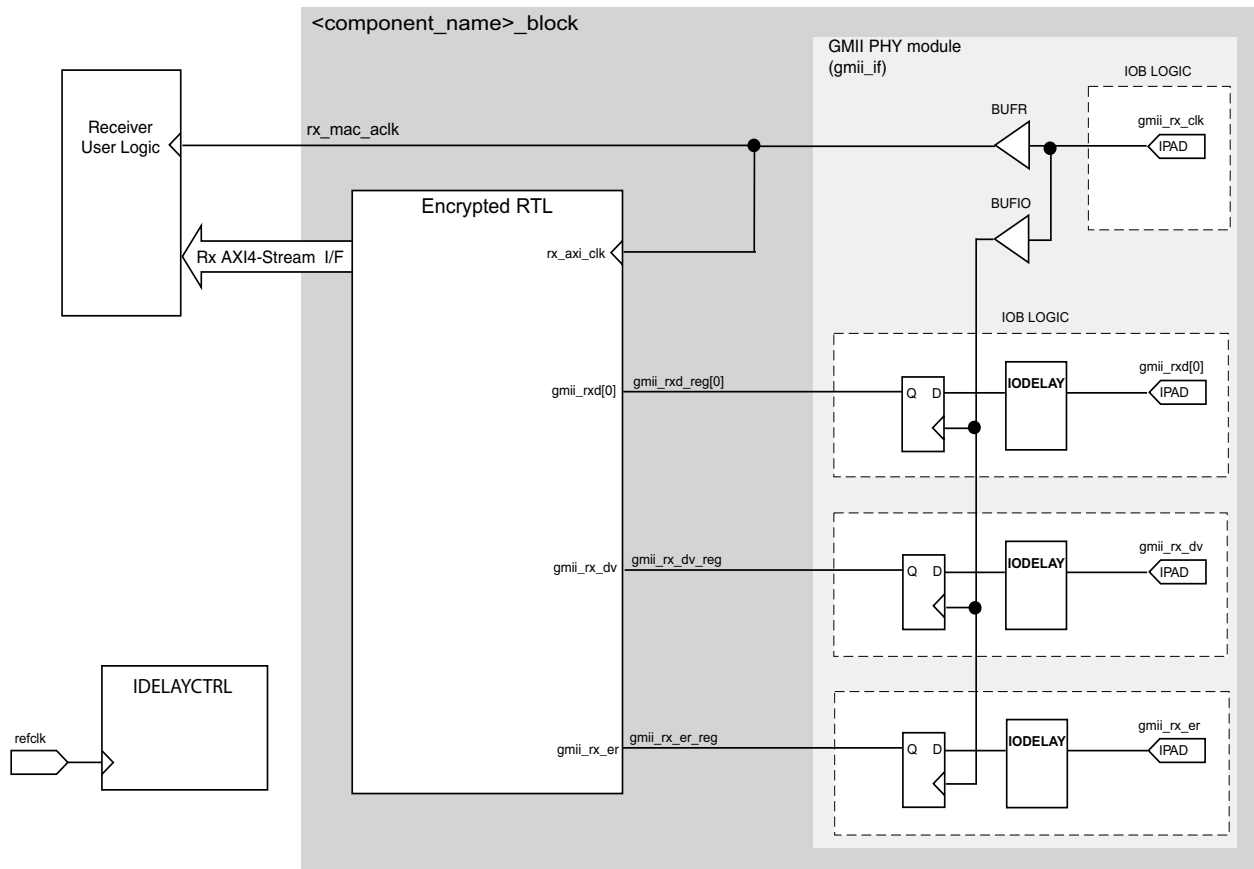 <component_name>_block
GMII PHY module
(gmii_if)
IOB LOGIC
gmii_rx_clk
IPAD
BUFR
BUFIO
rx_mac_aclk
Receiver
User Logic
Rx AXI4-Stream I/F
Encrypted RTL
rx_axi_clk
IOB LOGIC
gmii_rxd[0]
gmii_rxd_reg[0]
Q D
IODELAY
gmii_rxd[0]
IPAD
gmii_rx_dv
gmii_rx_dv_reg
Q D
IODELAY
gmii_rx_dv
IPAD
gmii_rx_er
gmii_rx_er_reg
Q D
IODELAY
gmii_rx_er
IPAD
IDELAYCTRL
refclk